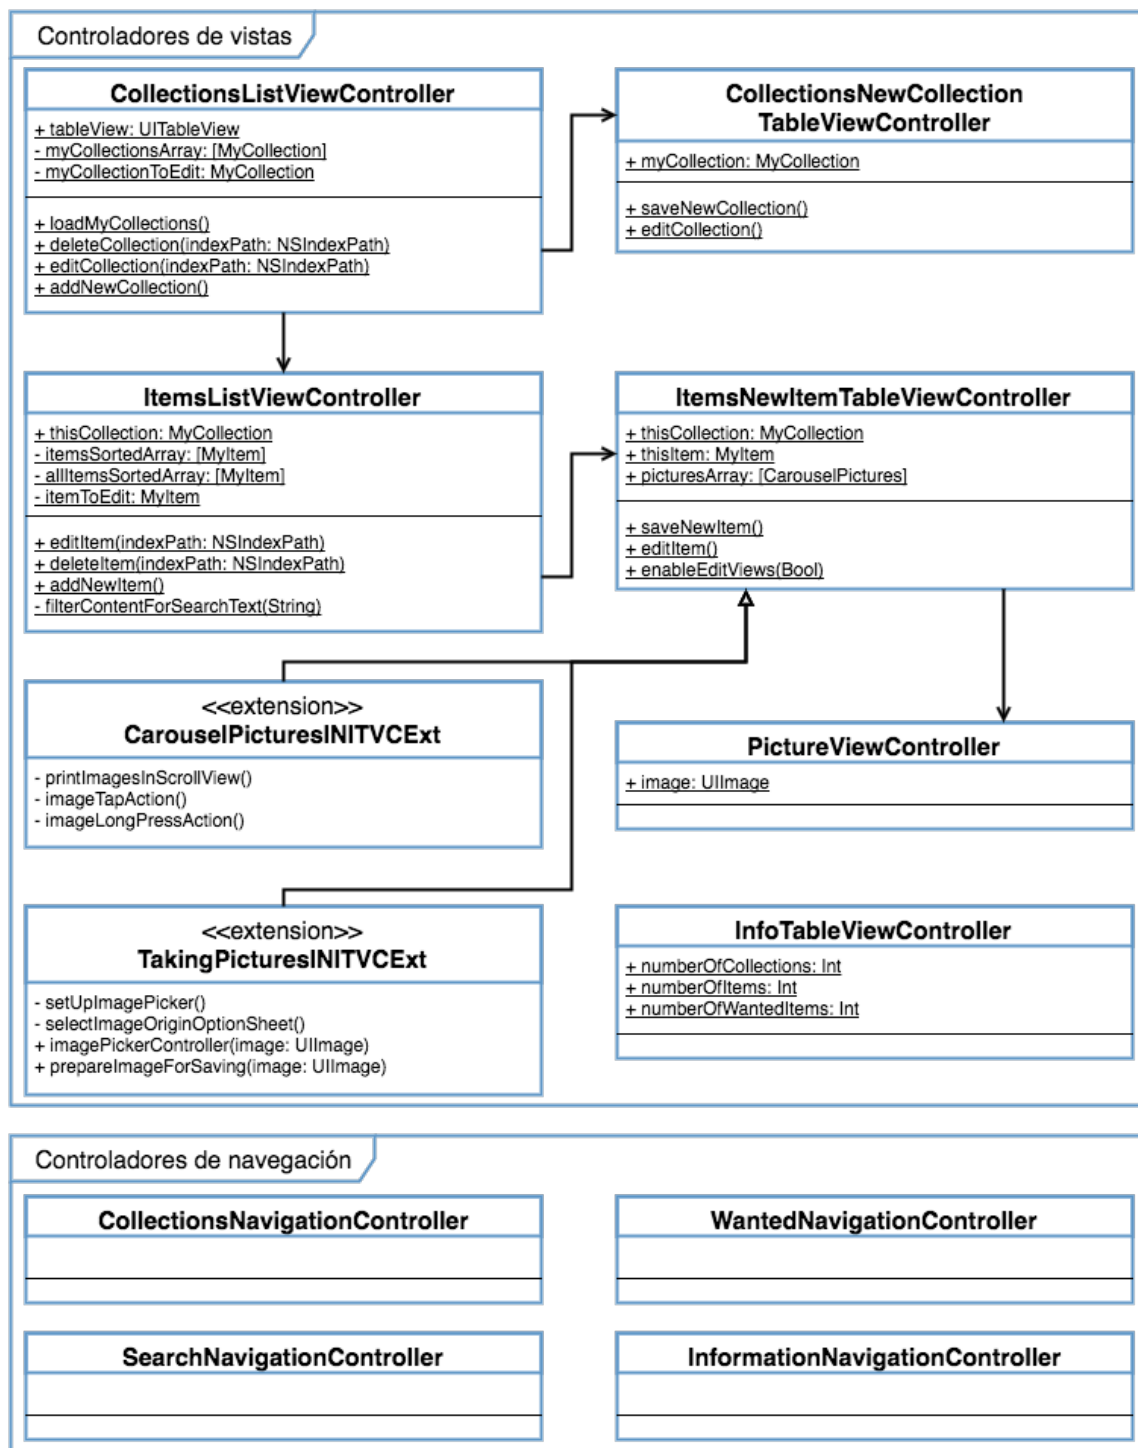 Controladores de vistas
CollectionsListViewController
+ tableView: UITableView
- myCollectionsArray: [MyCollection]
- myCollectionToEdit: MyCollection
+ loadMyCollections()
+ deleteCollection(indexPath: NSIndexPath)
+ editCollection(indexPath: NSIndexPath)
+ addNewCollection()
CollectionsNewCollection
TableViewController
+ myCollection: MyCollection
+ saveNewCollection()
+ editCollection()
ItemsListViewController
+ thisCollection: MyCollection
- itemsSortedArray: [MyItem]
- allItemsSortedArray: [MyItem]
- itemToEdit: MyItem
+ editItem(indexPath: NSIndexPath)
+ deleteItem(indexPath: NSIndexPath)
+ addNewItem()
- filterContentForSearchText(String)
ItemsNewItemTableViewController
+ thisCollection: MyCollection
+ thisItem: MyItem
+ picturesArray: [CarouselPictures]
+ saveNewItem()
+ editItem()
+ enableEditViews(Bool)
<<extension>>
CarouselPicturesINITVCExt
- printImagesInScrollView()
- imageTapAction()
- imageLongPressAction()
PictureViewController
+ image: UIImage
<<extension>>
TakingPicturesINITVCExt
- setUpImagePicker()
- selectImageOriginOptionSheet()
+ imagePickerController(image: UIImage)
+ prepareImageForSaving(image: UIImage)
InfoTableViewController
+ numberOfCollections: Int
+ numberOfItems: Int
+ numberOfWantedItems: Int
Controladores de navegación
CollectionsNavigationController
WantedNavigationController
SearchNavigationController
InformationNavigationController